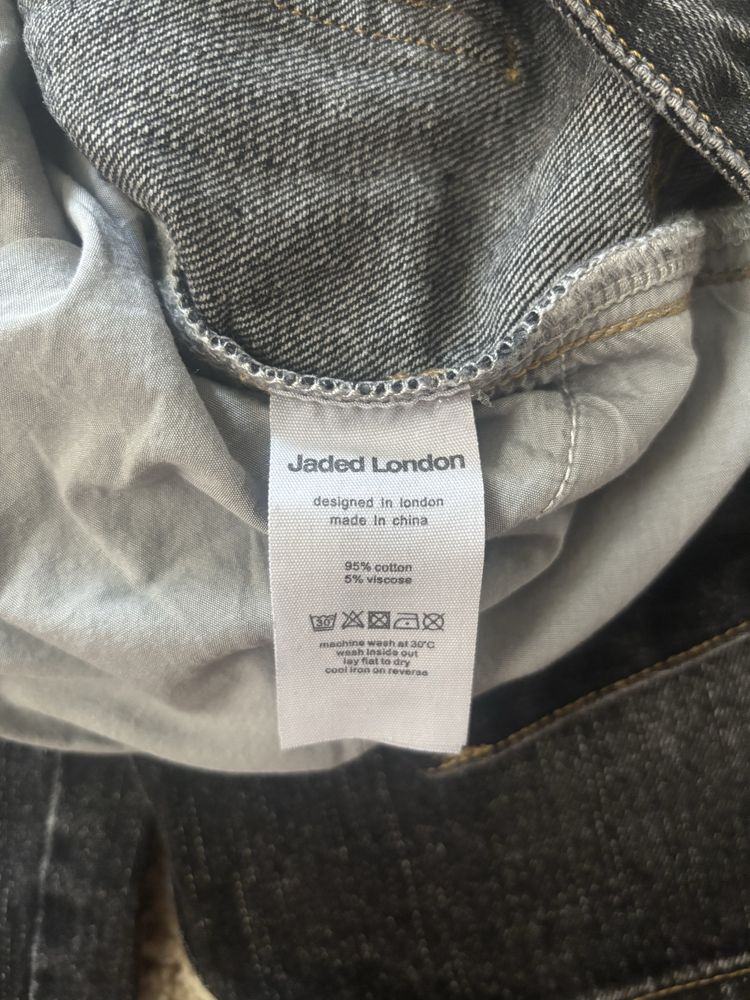 Jaded London
designed in london
made in china
95% cotton
5% viscose
30°
machine wash at 30°C
wash inside out
lay flat to dry
cool iron on reverse